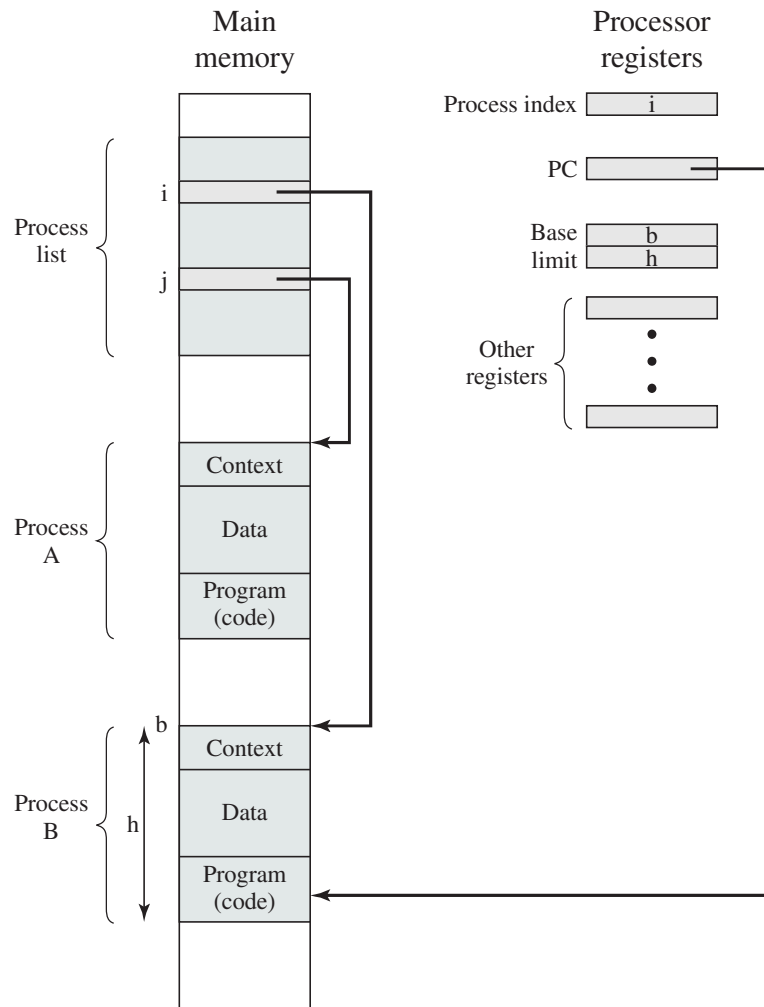 Main
memory
Processor
registers
Process index
i
PC
Base
limit
b
h
Other
registers
Process
list
i
j
Process
A
Context
Data
Program
(code)
Process
B
b
h
Context
Data
Program
(code)